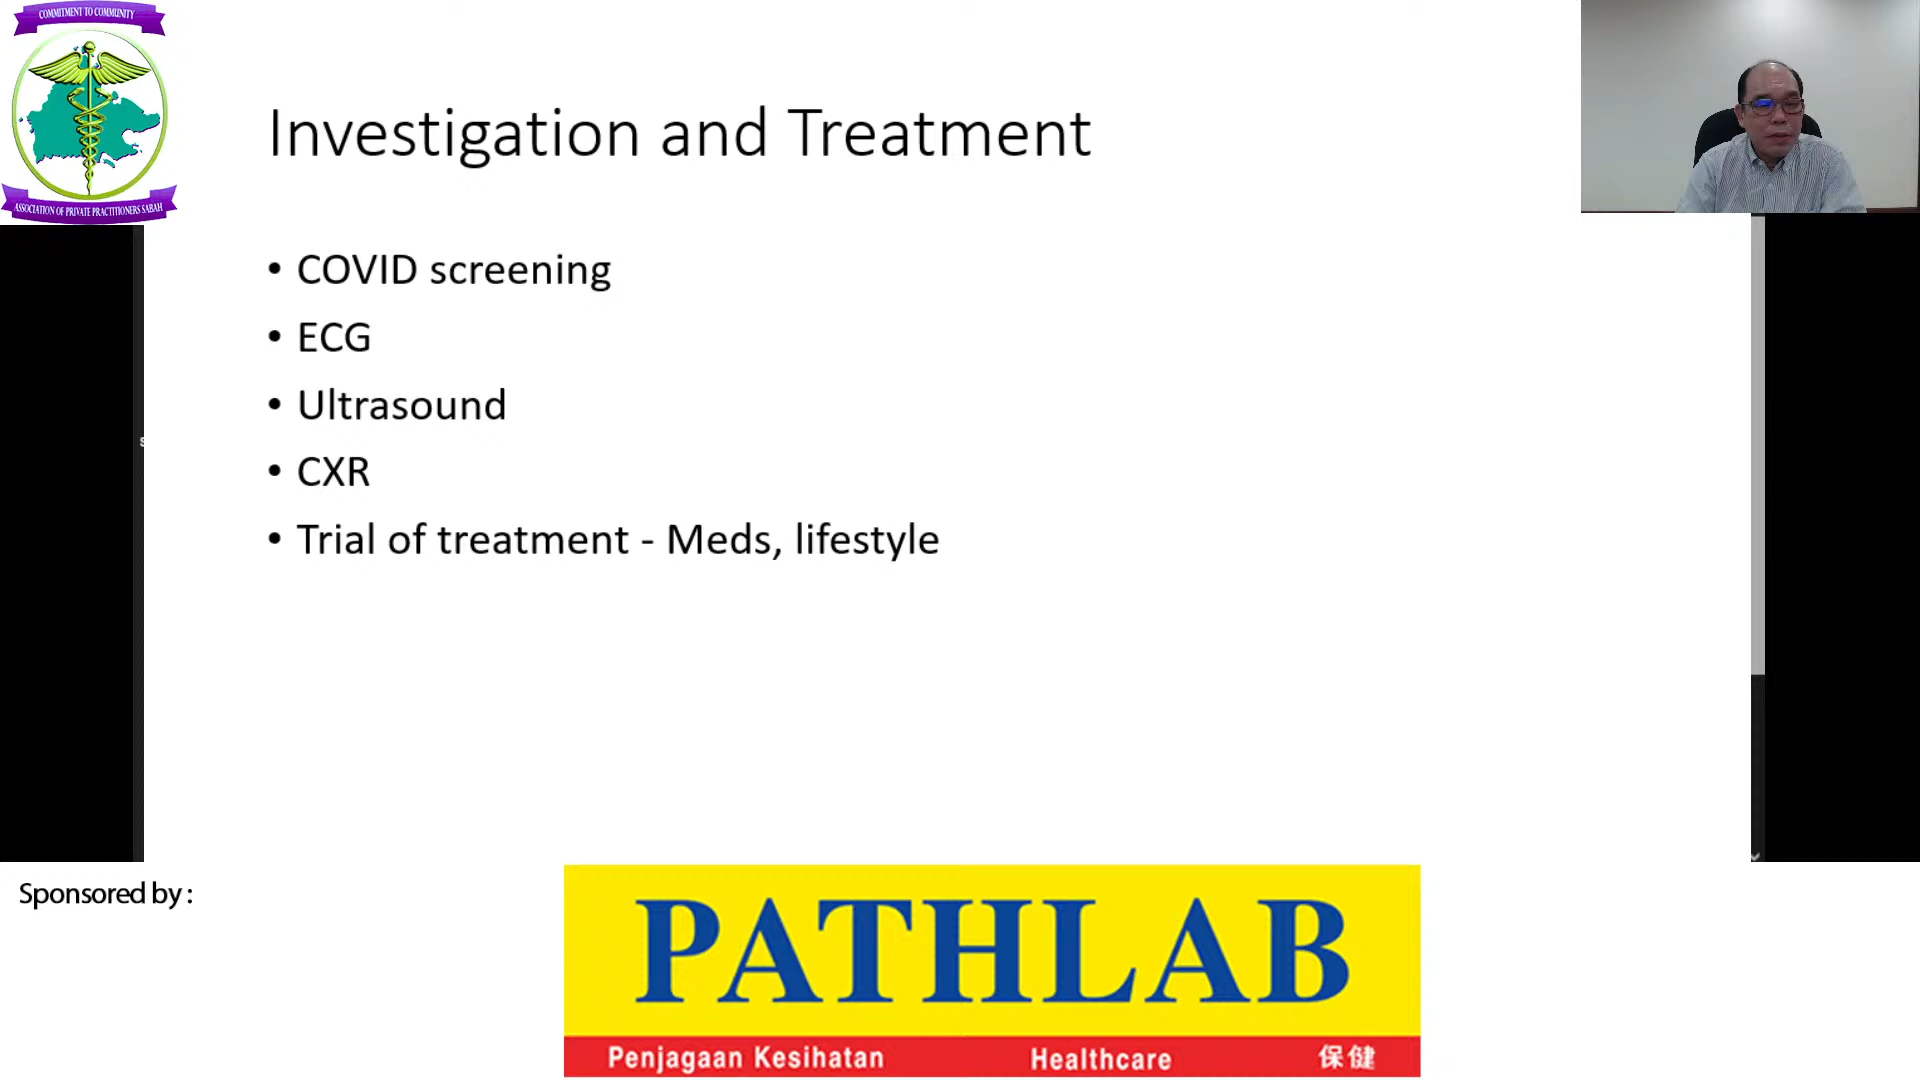 COMMITMENT TO COMMUNITY
ASSOCIATION OF PRIVATE PRACTITIONERS SABAH
Investigation and Treatment
• COVID screening
• ECG
• Ultrasound
• CXR
• Trial of treatment - Meds, lifestyle
Sponsored by :
PATHLAB
Penjagaan Kesihatan Healthcare 保健